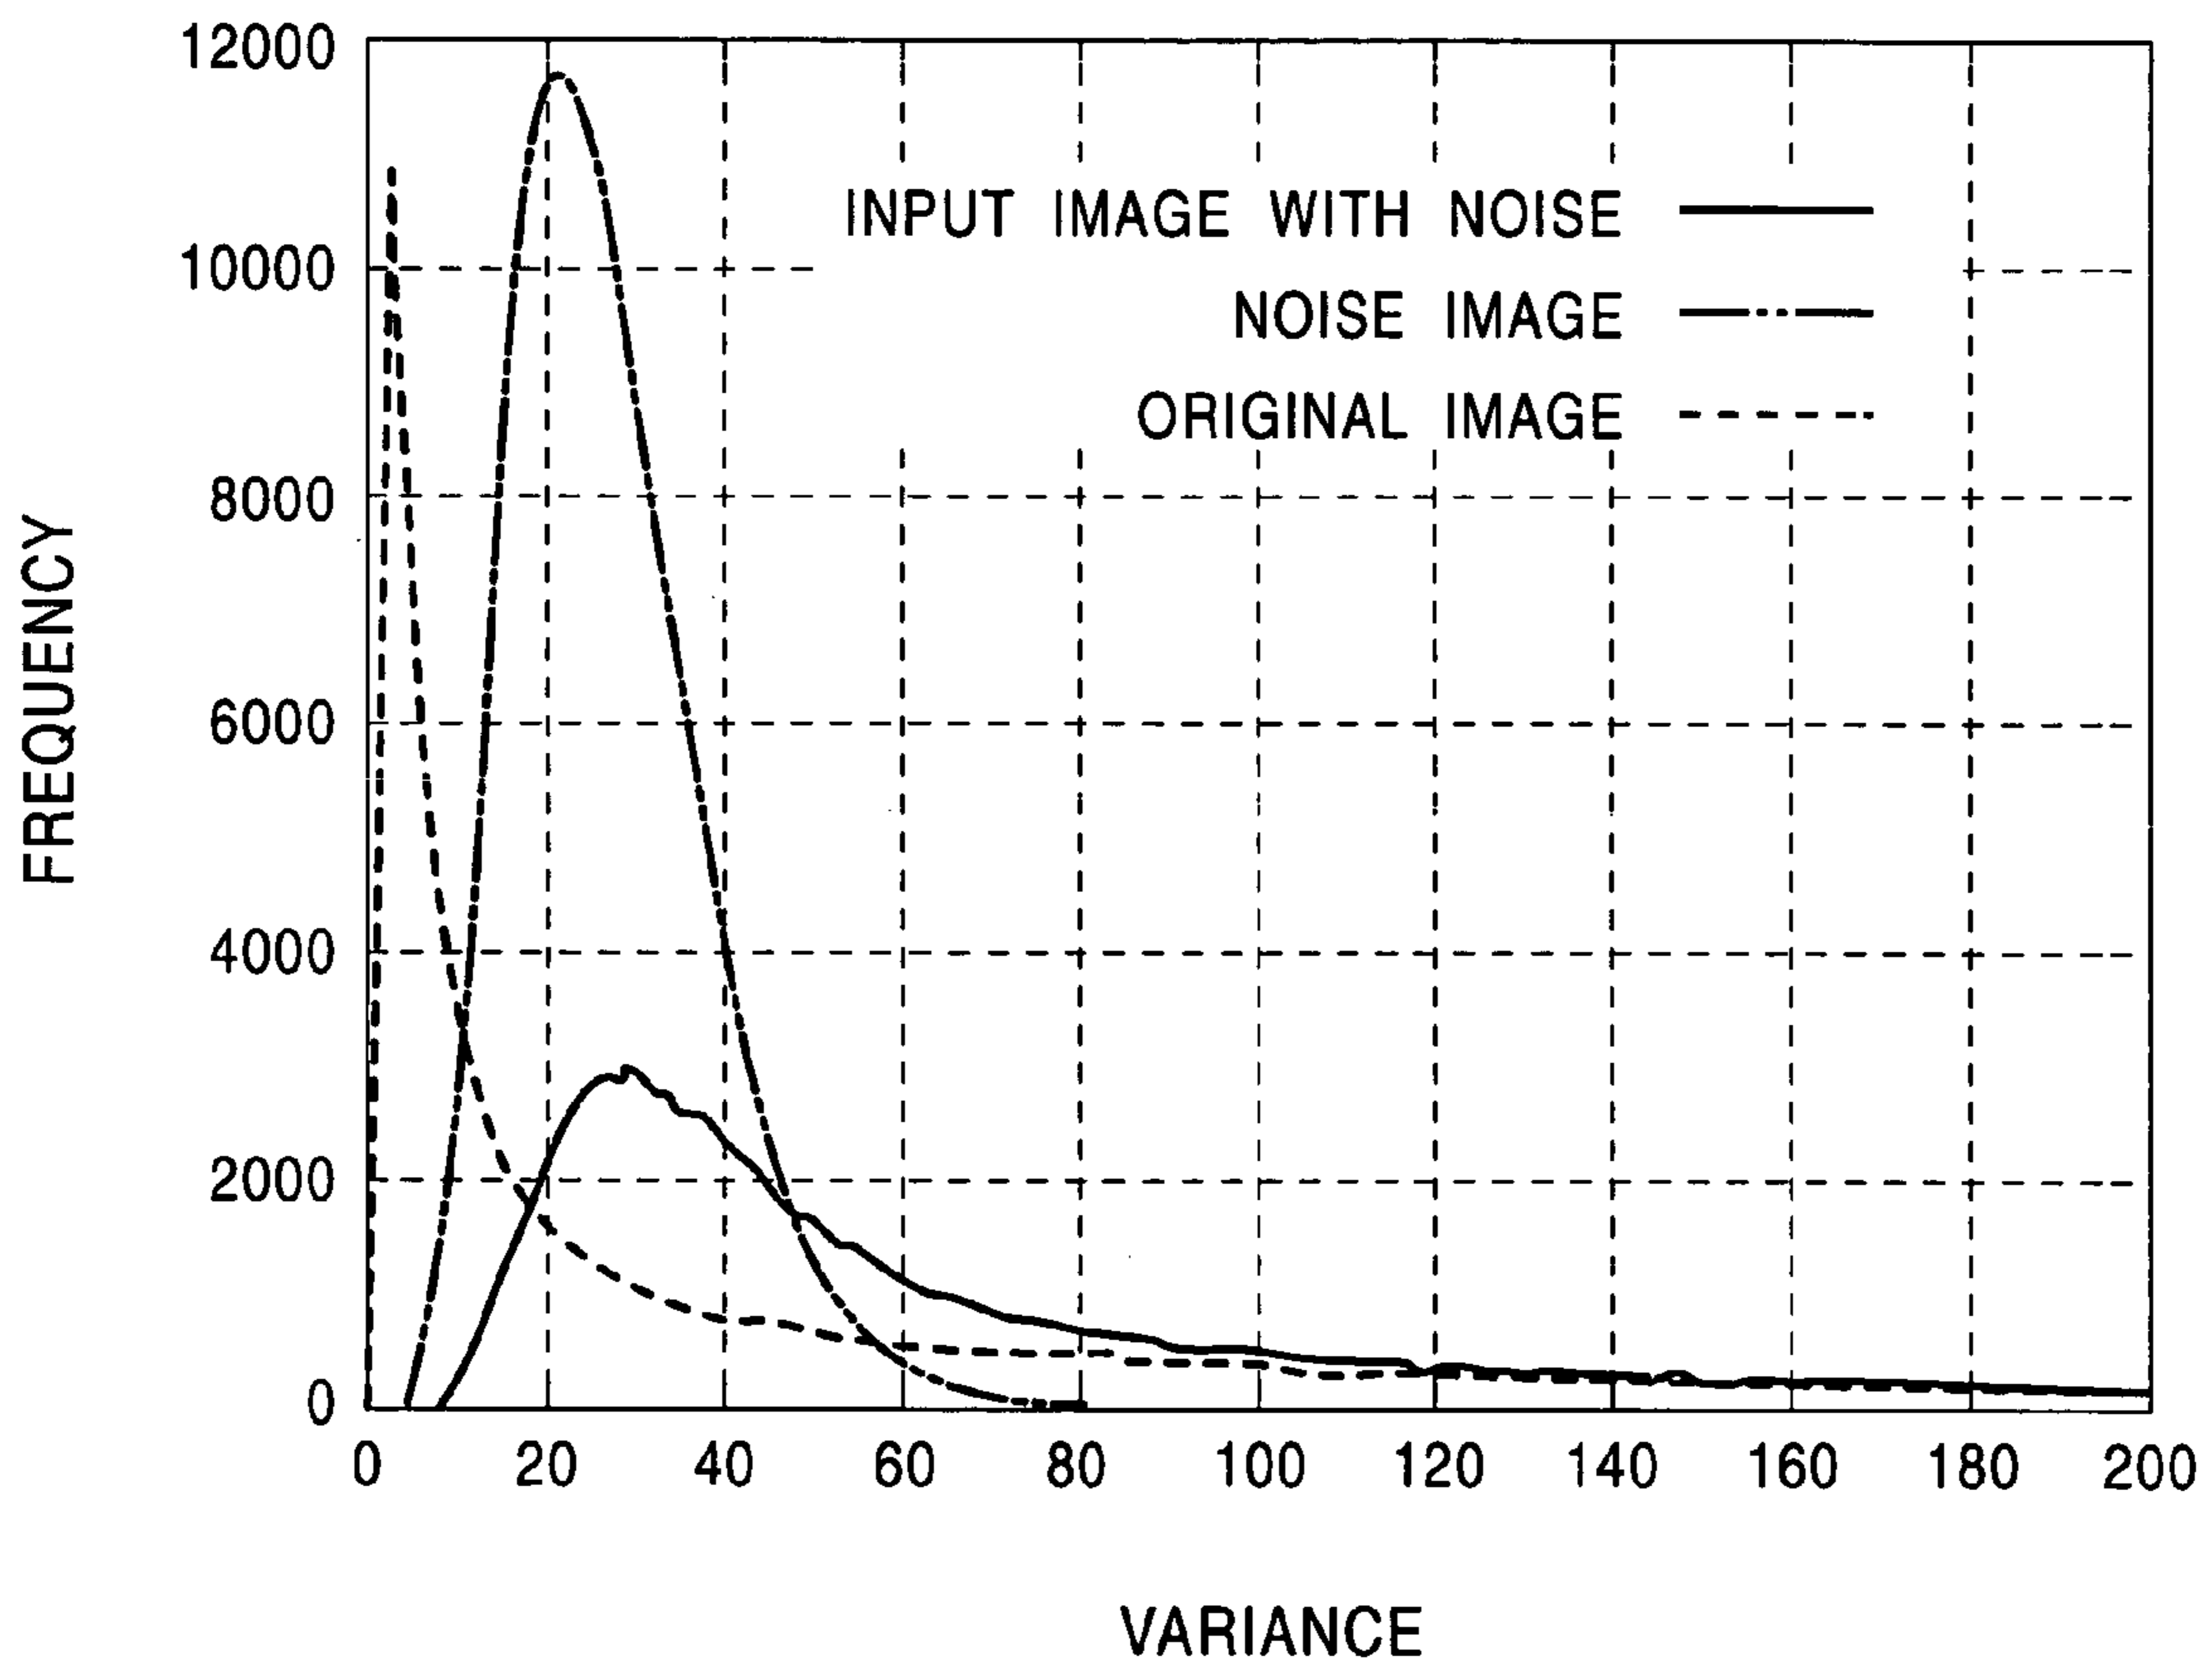 12000
10000
8000
6000
4000
2000
0
FREQUENCY
INPUT IMAGE WITH NOISE
NOISE IMAGE
ORIGINAL IMAGE
0 20 40 60 80 100 120 140 160 180 200
VARIANCE